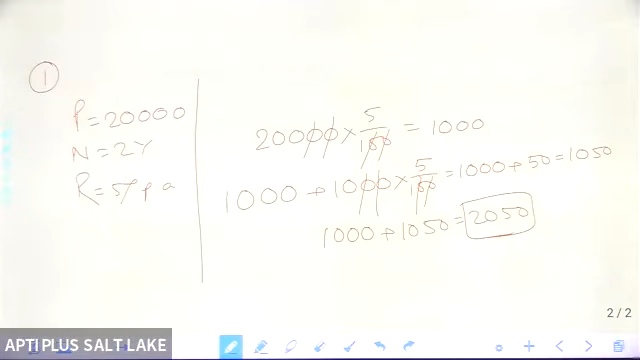 1
P = 20000
N = 2Y
R = 5% p a
20000 × 5/100 = 1000
1000 + 1000 × 5/100 = 1000 + 50 = 1050
1000 + 1050 = 2050
2 / 2
APTI PLUS SALT LAKE